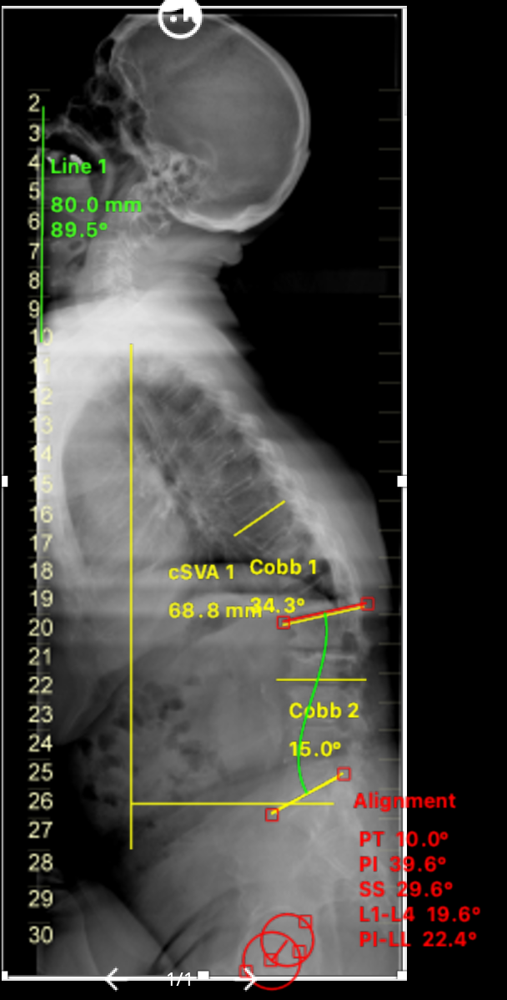 2
3
4
5
6
7
8
9
10
11
12
13
14
15
16
17
18
19
20
21
22
23
24
25
26
27
28
29
30
Line 1
80.0 mm
89.5°
cSVA 1
68.8 mm
Cobb 1
34.3°
Cobb 2
15.0°
Alignment
PT 10.0°
PI 39.6°
SS 29.6°
L1-L4 19.6°
PI-LL 22.4°
1/1